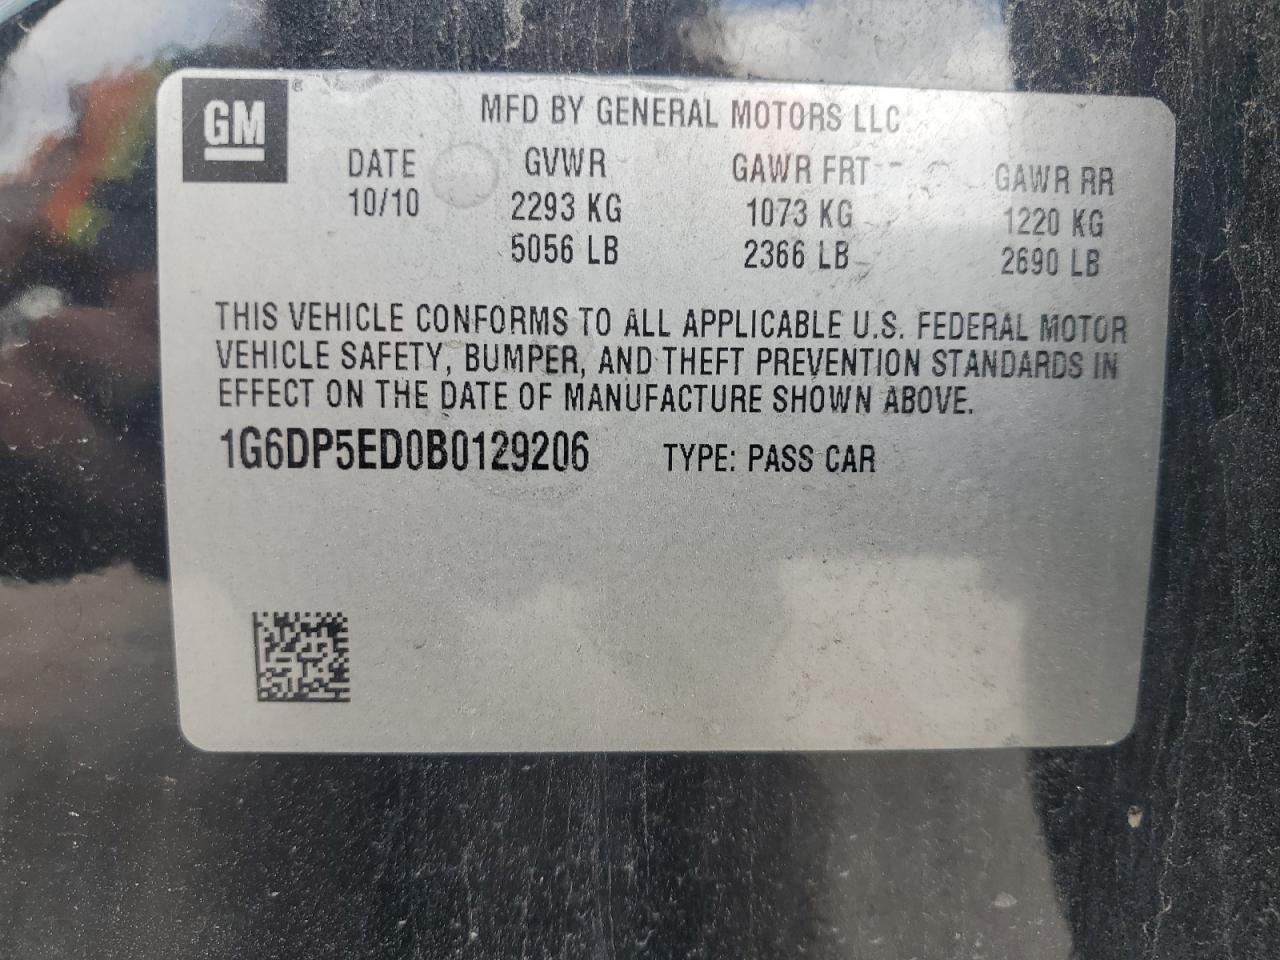 GM
MFD BY GENERAL MOTORS LLC
DATE GVWR GAWR FRT GAWR RR
10/10 2293 KG 1073 KG 1220 KG
5056 LB 2366 LB 2690 LB
THIS VEHICLE CONFORMS TO ALL APPLICABLE U.S. FEDERAL MOTOR
VEHICLE SAFETY, BUMPER, AND THEFT PREVENTION STANDARDS IN
EFFECT ON THE DATE OF MANUFACTURE SHOWN ABOVE.
1G6DP5ED0B0129206 TYPE: PASS CAR